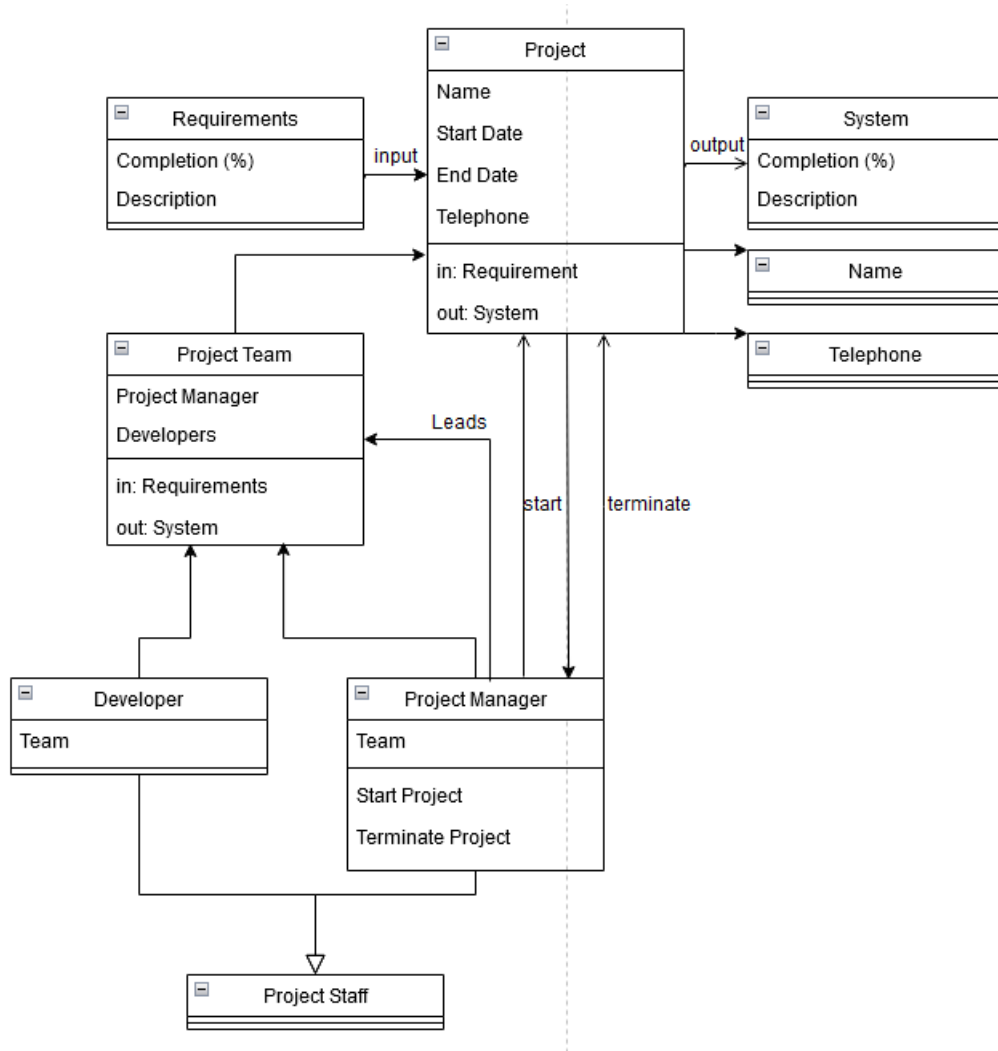 Project
Name
Start Date
End Date
Telephone
in: Requirement
out: System
Requirements
Completion (%)
Description
input
output
System
Completion (%)
Description
Name
Telephone
Project Team
Project Manager
Developers
in: Requirements
out: System
Leads
start
terminate
Developer
Team
Project Manager
Team
Start Project
Terminate Project
Project Staff